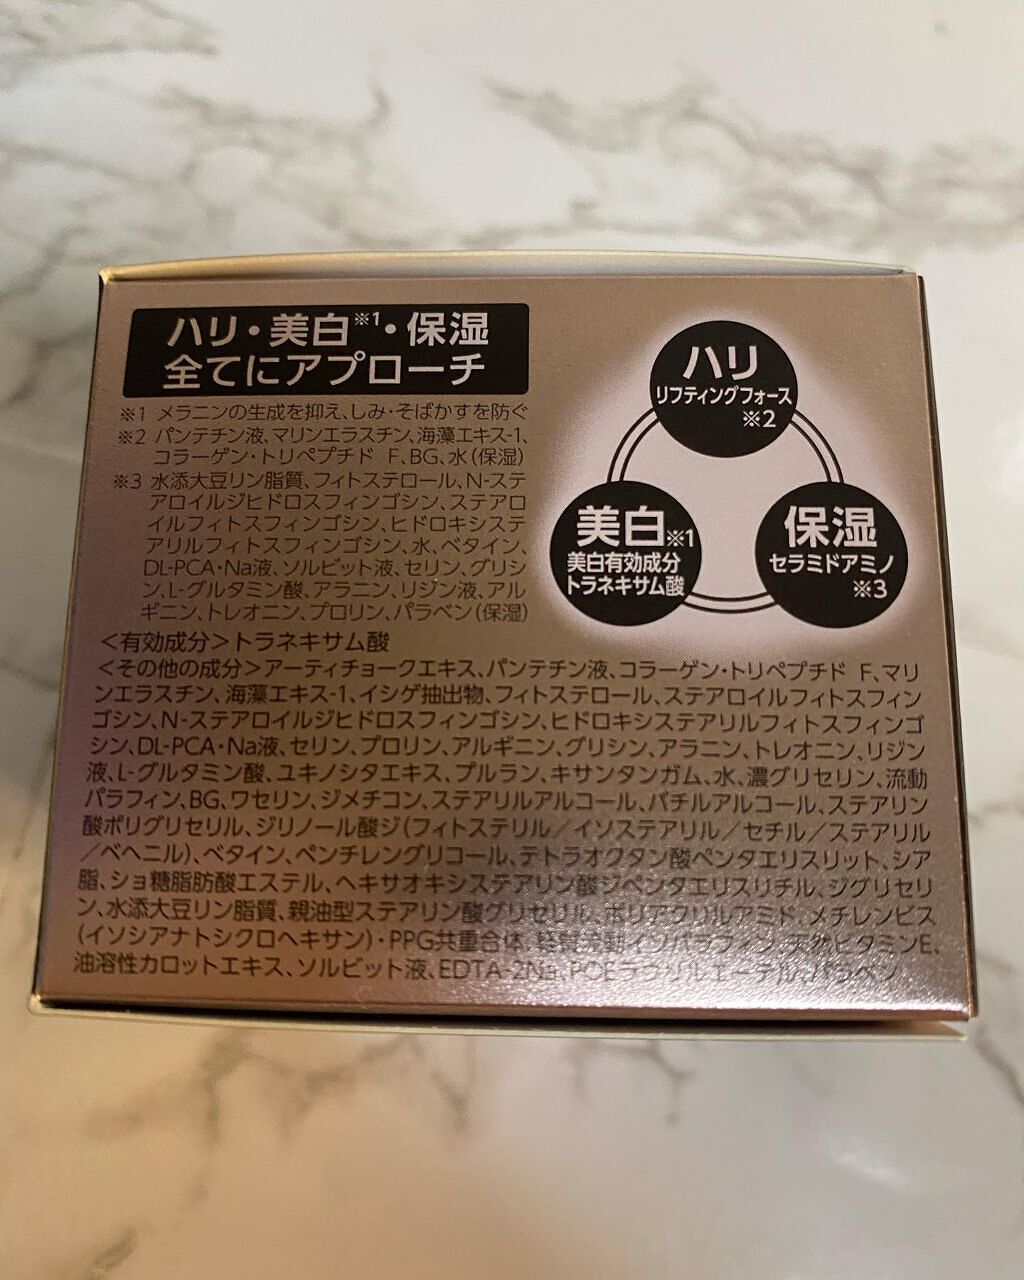 ハリ・美白※1・保湿
全てにアプローチ
※1 メラニンの生成を抑え、しみ・そばかすを防ぐ
※2 パンテチン液、マリンエラスチン、海藻エキス-1、
コラーゲン・トリペプチド F、BG、水(保湿)
※3 水添大豆リン脂質、フィトステロール、N-ステ
アロイルジヒドロスフィンゴシン、ステアロ
イルフィトスフィンゴシン、ヒドロキシステ
アリルフィトスフィンゴシン、水、ベタイン、
DL-PCA・Na液、ソルビット液、セリン、グリシ
ン、L-グルタミン酸、アラニン、リジン液、アル
ギニン、トレオニン、プロリン、パラベン(保湿)
ハリ
リフティングフォース
※2
美白※1
美白有効成分
トラネキサム酸
保湿
セラミドアミノ
※3
<有効成分>トラネキサム酸
<その他の成分>アーティチョークエキス、パンテチン液、コラーゲン・トリペプチド F、マリ
ンエラスチン、海藻エキス-1、イシゲ抽出物、フィトステロール、ステアロイルフィトスフィン
ゴシン、N-ステアロイルジヒドロスフィンゴシン、ヒドロキシステアリルフィトスフィンゴ
シン、DL-PCA・Na液、セリン、プロリン、アルギニン、グリシン、アラニン、トレオニン、リジン
液、L-グルタミン酸、ユキノシタエキス、プルラン、キサンタンガム、水、濃グリセリン、流動
パラフィン、BG、ワセリン、ジメチコン、ステアリルアルコール、バチルアルコール、ステアリン
酸ポリグリセリル、ジリノール酸ジ(フィトステリル/イソステアリル/セチル/ステアリル
/ベヘニル)、ベタイン、ペンチレングリコール、テトラオクタン酸ペンタエリスリット、シア
脂、ショ糖脂肪酸エステル、ヘキサオキシステアリン酸ジペンタエリスリチル、ジグリセリ
ン、水添大豆リン脂質、親油型ステアリン酸グリセリル、ポリアクリルアミド、メチレンビス
(イソシアナトシクロヘキサン)・PPG共重合体、軽質流動イソパラフィン、天然ビタミンE、
油溶性カロットエキス、ソルビット液、EDTA-2Na、POEラウリルエーテル、パラベン